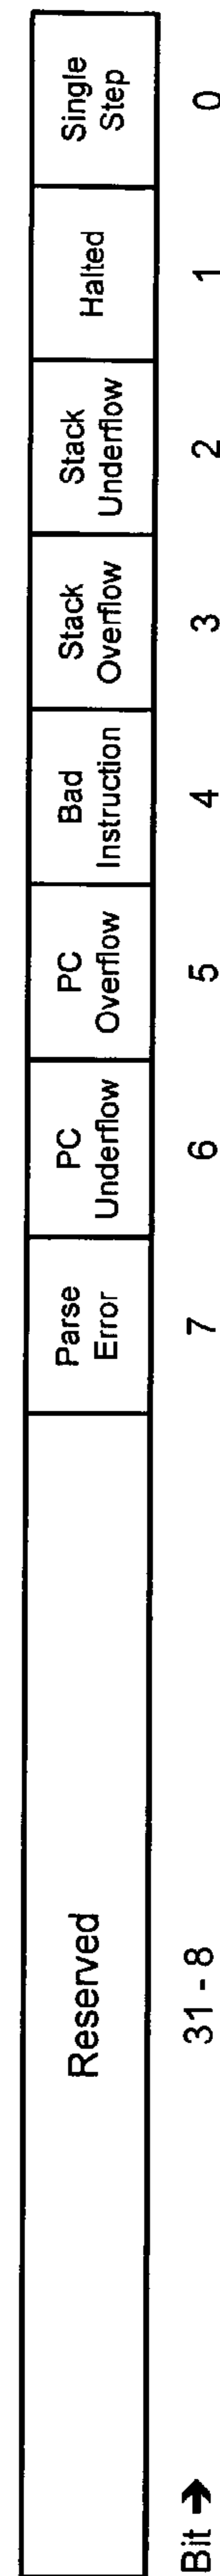 Reserved
Parse
Error
PC
Underflow
PC
Overflow
Bad
Instruction
Stack
Overflow
Stack
Underflow
Halted
Single
Step
Bit → 31 - 8 7 6 5 4 3 2 1 0